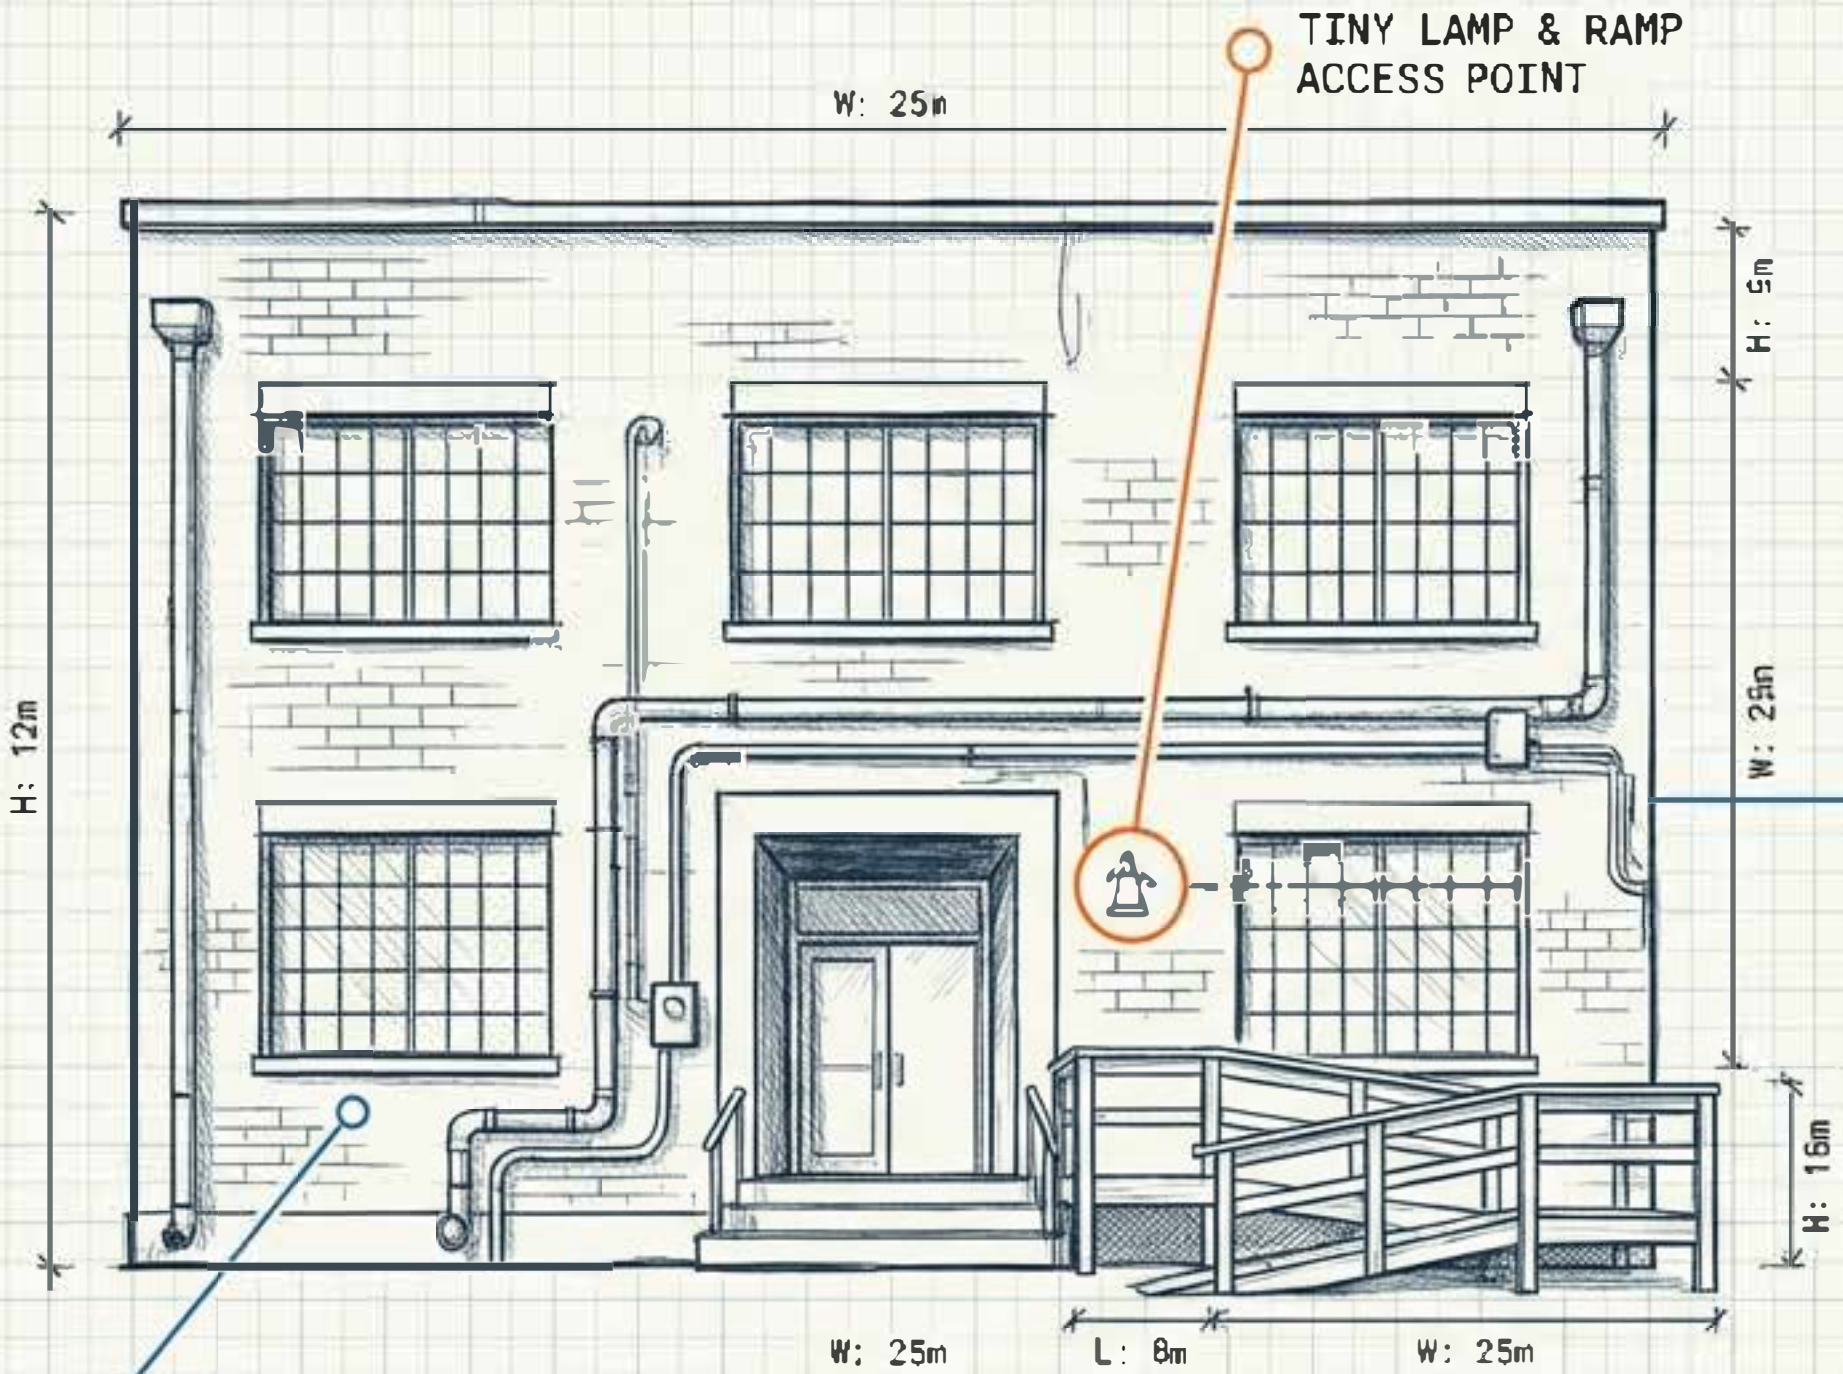 TINY LAMP & RAMP
ACCESS POINT
W: 25m
H: 5m
H: 12m
W: 25m
H: 16m
W: 25m
L: 8m
W: 25m